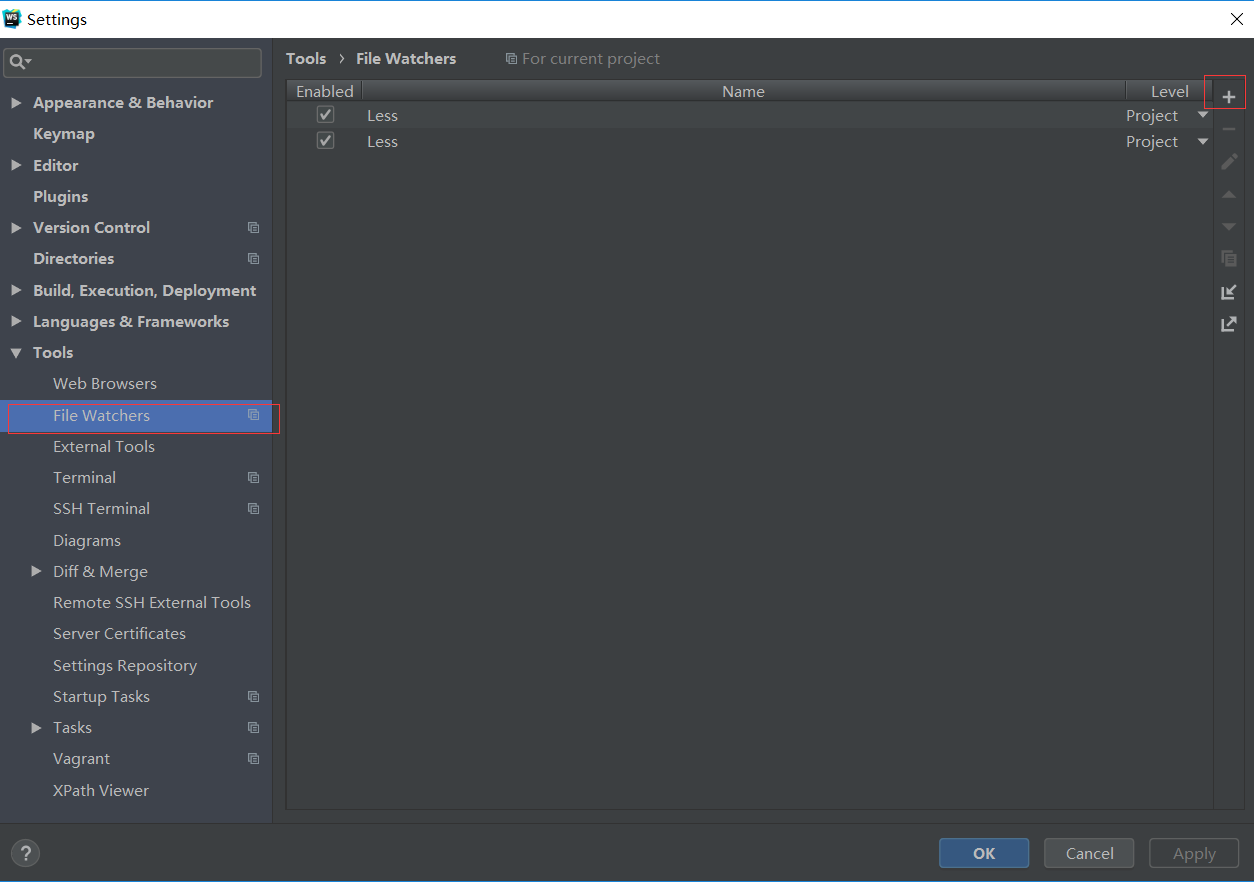 WS Settings
Appearance & Behavior
Keymap
Editor
Plugins
Version Control
Directories
Build, Execution, Deployment
Languages & Frameworks
Tools
Web Browsers
File Watchers
External Tools
Terminal
SSH Terminal
Diagrams
Diff & Merge
Remote SSH External Tools
Server Certificates
Settings Repository
Startup Tasks
Tasks
Vagrant
XPath Viewer
Tools › File Watchers For current project
Enabled Name Level
Less Project
Less Project
? OK Cancel Apply